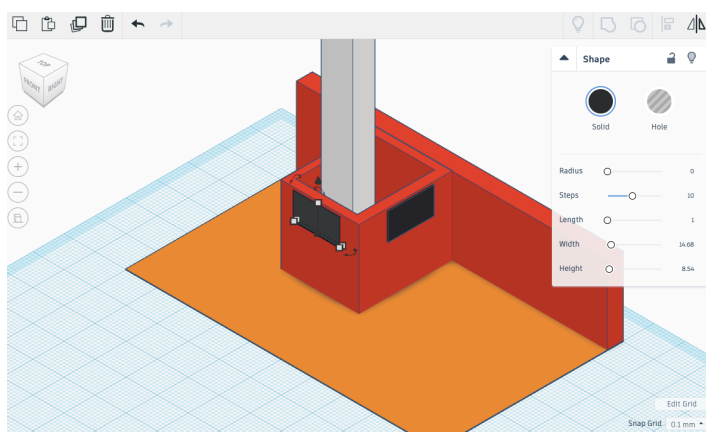 Shape
Solid
Hole
Radius 0
Steps 10
Length 1
Width 14.68
Height 8.54
TOP
FRONT RIGHT
Edit Grid
Snap Grid 0.1 mm